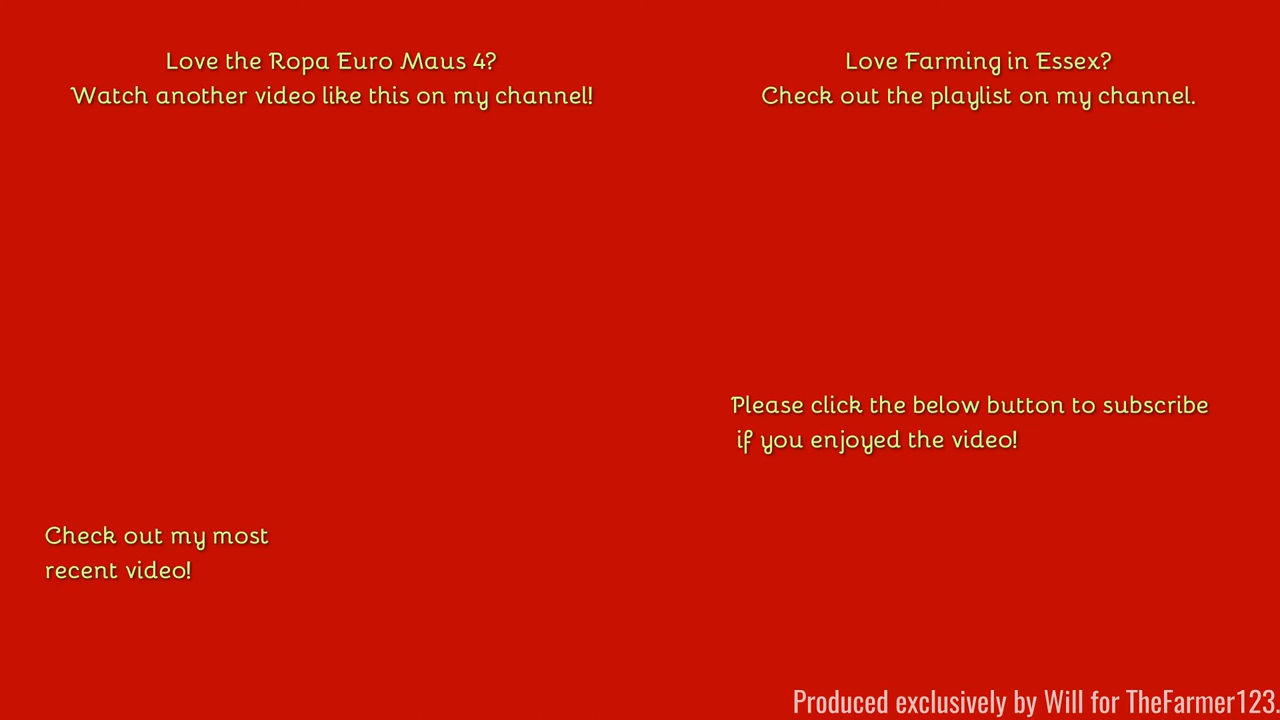 Love the Ropa Euro Maus 4?
Watch another video like this on my channel!
Love Farming in Essex?
Check out the playlist on my channel.
Please click the below button to subscribe
if you enjoyed the video!
Check out my most
recent video!
Produced exclusively by Will for TheFarmer123.